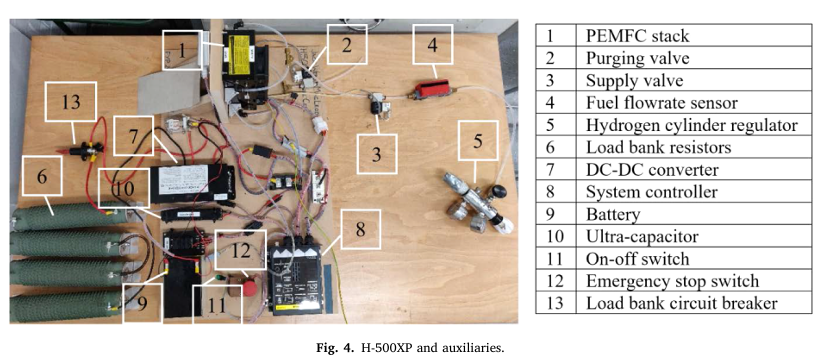 1
2
4
13
7
5
3
10
6
12
8
9
11
1 PEMFC stack
2 Purging valve
3 Supply valve
4 Fuel flowrate sensor
5 Hydrogen cylinder regulator
6 Load bank resistors
7 DC-DC converter
8 System controller
9 Battery
10 Ultra-capacitor
11 On-off switch
12 Emergency stop switch
13 Load bank circuit breaker
Fig. 4. H-500XP and auxiliaries.